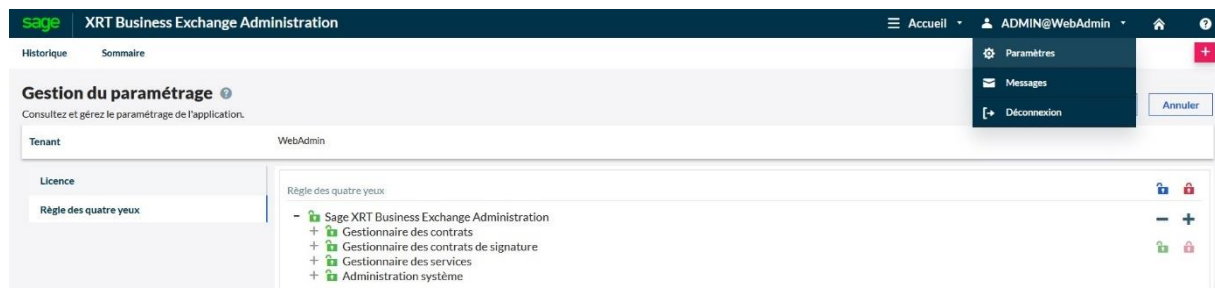 sage XRT Business Exchange Administration Accueil ADMIN@WebAdmin
Historique Sommaire
Paramètres
Messages
Déconnexion
Gestion du paramétrage
Consultez et gérez le paramétrage de l'application.
Annuler
Tenant WebAdmin
Licence
Règle des quatre yeux
Règle des quatre yeux
Sage XRT Business Exchange Administration
Gestionnaire des contrats
Gestionnaire des contrats de signature
Gestionnaire des services
Administration système